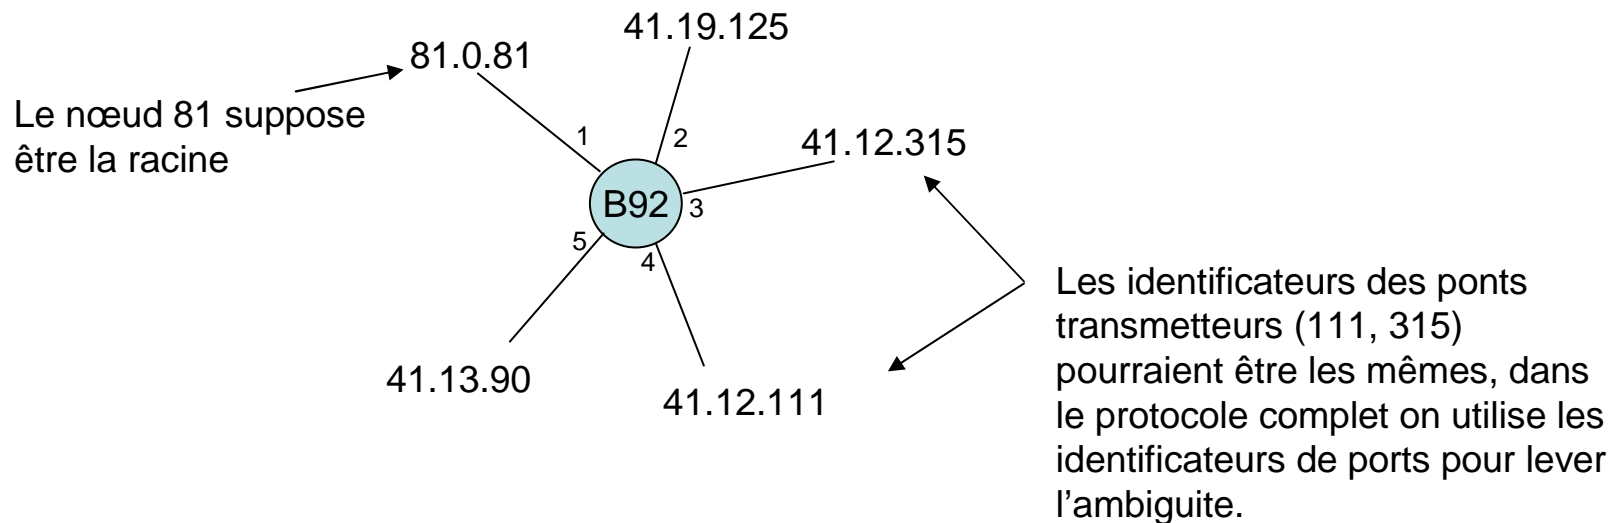 41.19.125
81.0.81
Le nœud 81 suppose
être la racine
1
2
41.12.315
B92
3
5
4
41.13.90
41.12.111
Les identificateurs des ponts
transmetteurs (111, 315)
pourraient être les mêmes, dans
le protocole complet on utilise les
identificateurs de ports pour lever
l’ambiguite.